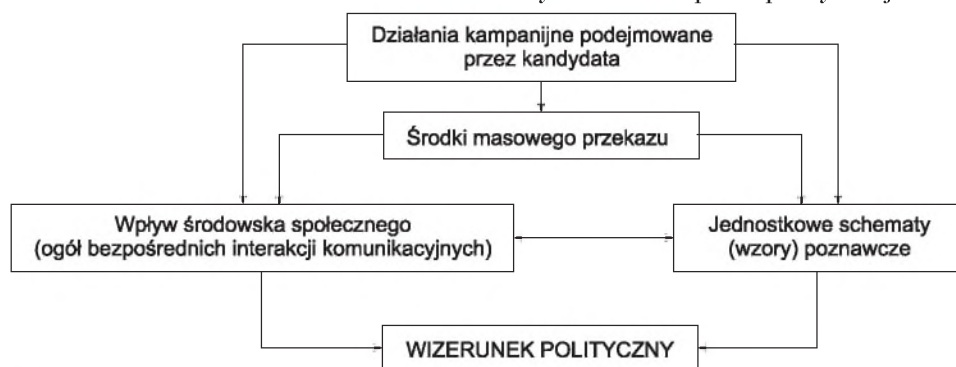 Działania kampanijne podejmowane
przez kandydata
Środki masowego przekazu
Wpływ środowska społecznego
(ogół bezpośrednich interakcji komunikacyjnych)
Jednostkowe schematy
(wzory) poznawcze
WIZERUNEK POLITYCZNY